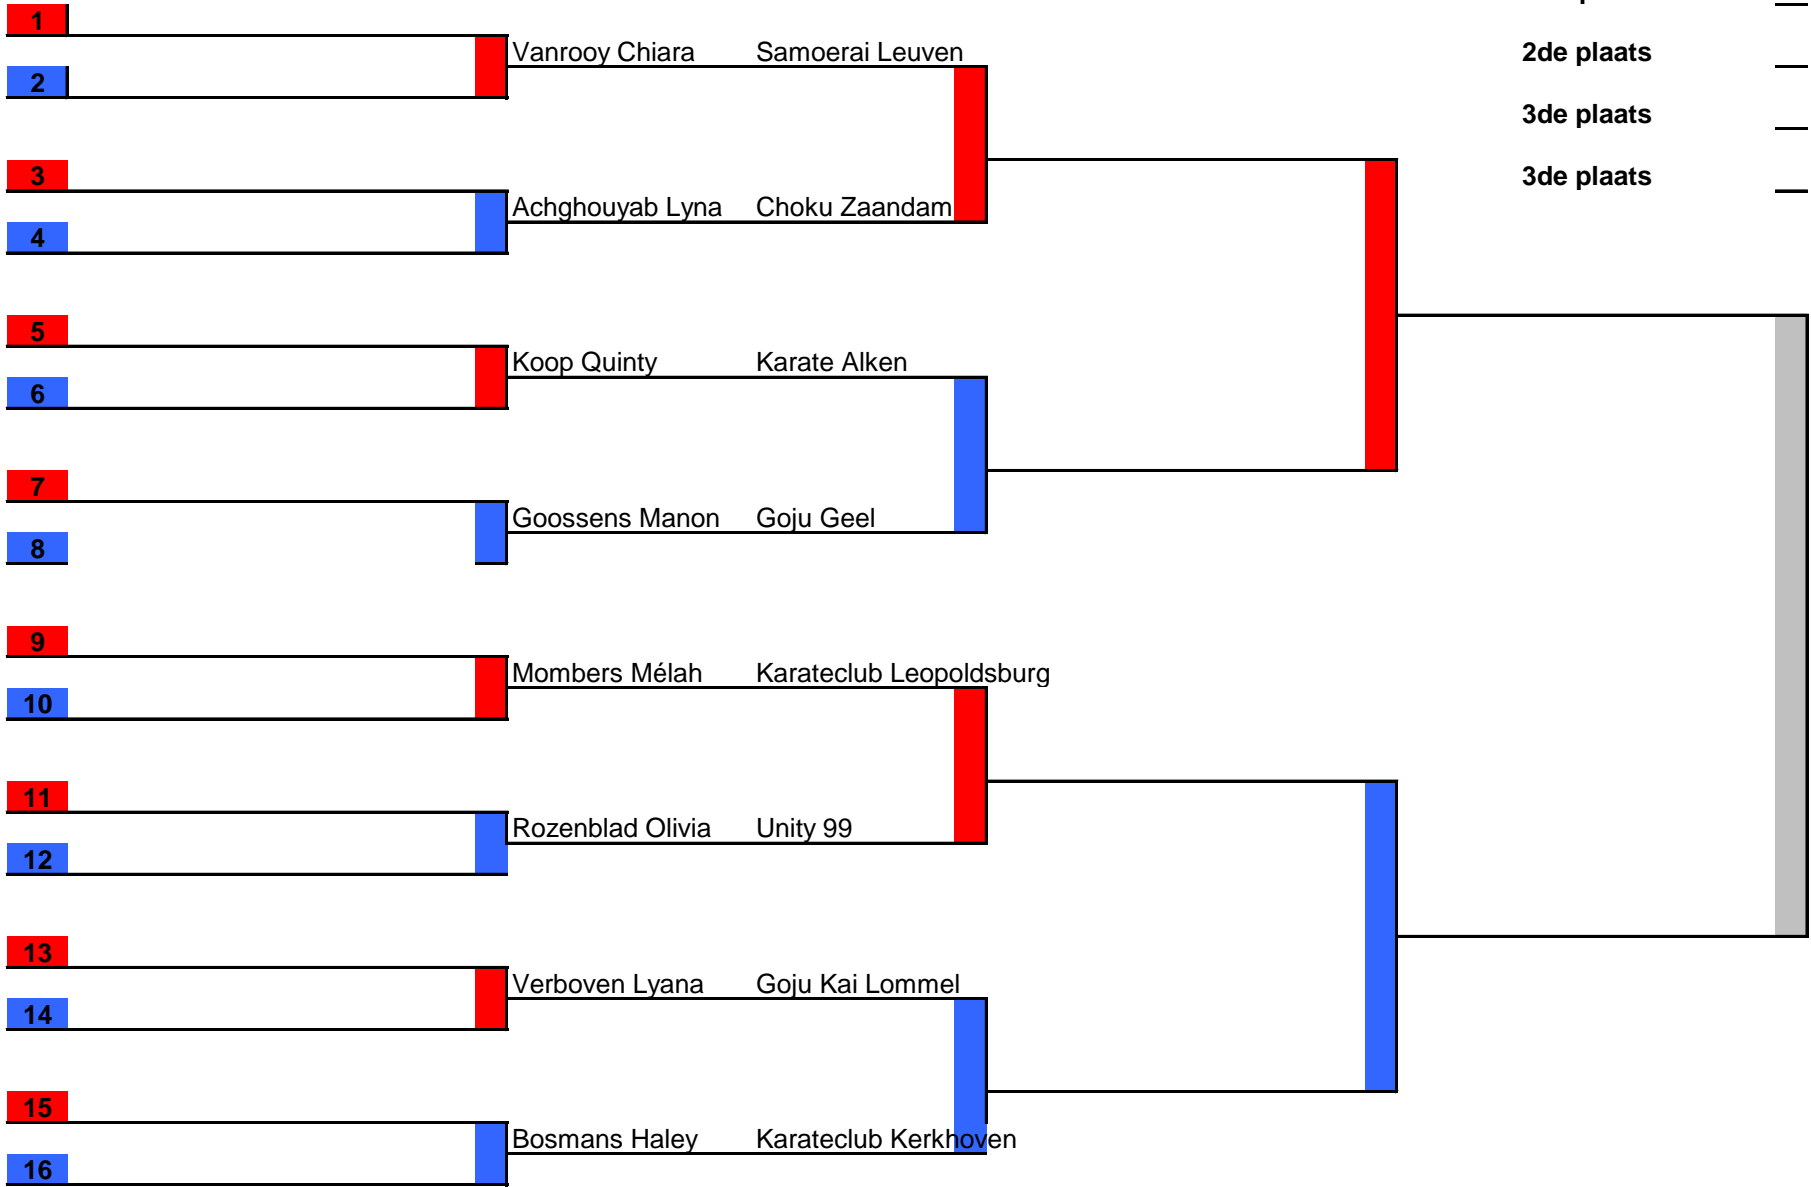 1
Vanrooy Chiara Samoerai Leuven 2de plaats
2
3de plaats
3 3de plaats
Achghouyab Lyna Choku Zaandam
4
5
Koop Quinty Karate Alken
6
7
Goossens Manon Goju Geel
8
9
Mombers Mélah Karateclub Leopoldsburg
10
11
Rozenblad Olivia Unity 99
12
13
Verboven Lyana Goju Kai Lommel
14
15
Bosmans Haley Karateclub Kerkhoven
16